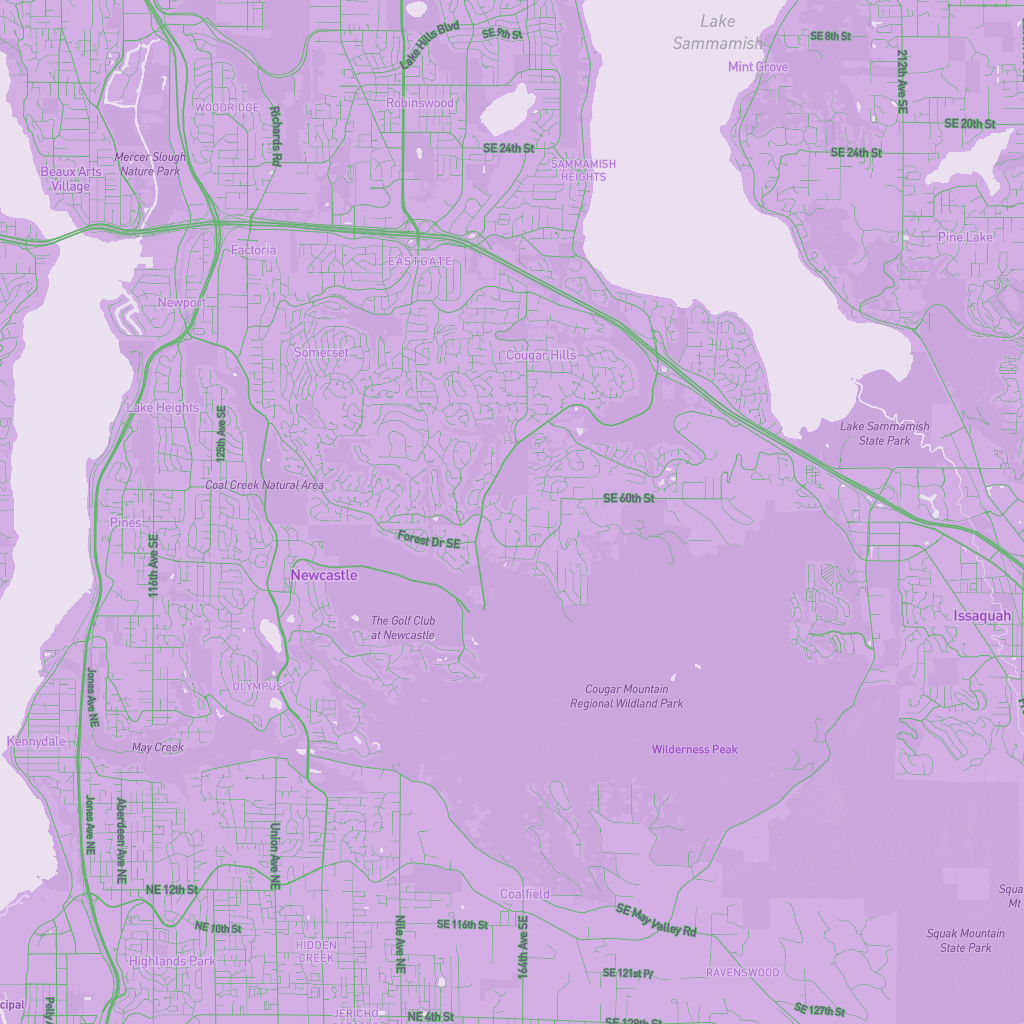 Lake
Sammamish
Mint Grove
SE 8th St
212th Ave SE
SE 20th St
SE 24th St
Pine Lake
Lake Hills Blvd
SE 9th St
Robinswood
WOODRIDGE
Richards Rd
SE 24th St
SAMMAMISH
HEIGHTS
Mercer Slough
Nature Park
Beaux Arts
Village
Factoria
EASTGATE
Newport
Somerset
Cougar Hills
Lake Heights
125th Ave SE
Lake Sammamish
State Park
Coal Creek Natural Area
SE 60th St
Pines
116th Ave SE
Forest Dr SE
Newcastle
The Golf Club
at Newcastle
Issaquah
OLYMPUS
Jones Ave NE
Cougar Mountain
Regional Wildland Park
Kennydale
May Creek
Wilderness Peak
Jones Ave NE
Aberdeen Ave NE
Union Ave NE
NE 12th St
NE 10th St
Coalfield
SE May Valley Rd
SE 116th St
164th Ave SE
Nile Ave NE
HIDDEN
CREEK
Highlands Park
Squak Mountain
State Park
Mt
SE 121st Pl
RAVENSWOOD
SE 127th St
JERICHO
NE 4th St
SE 128th St